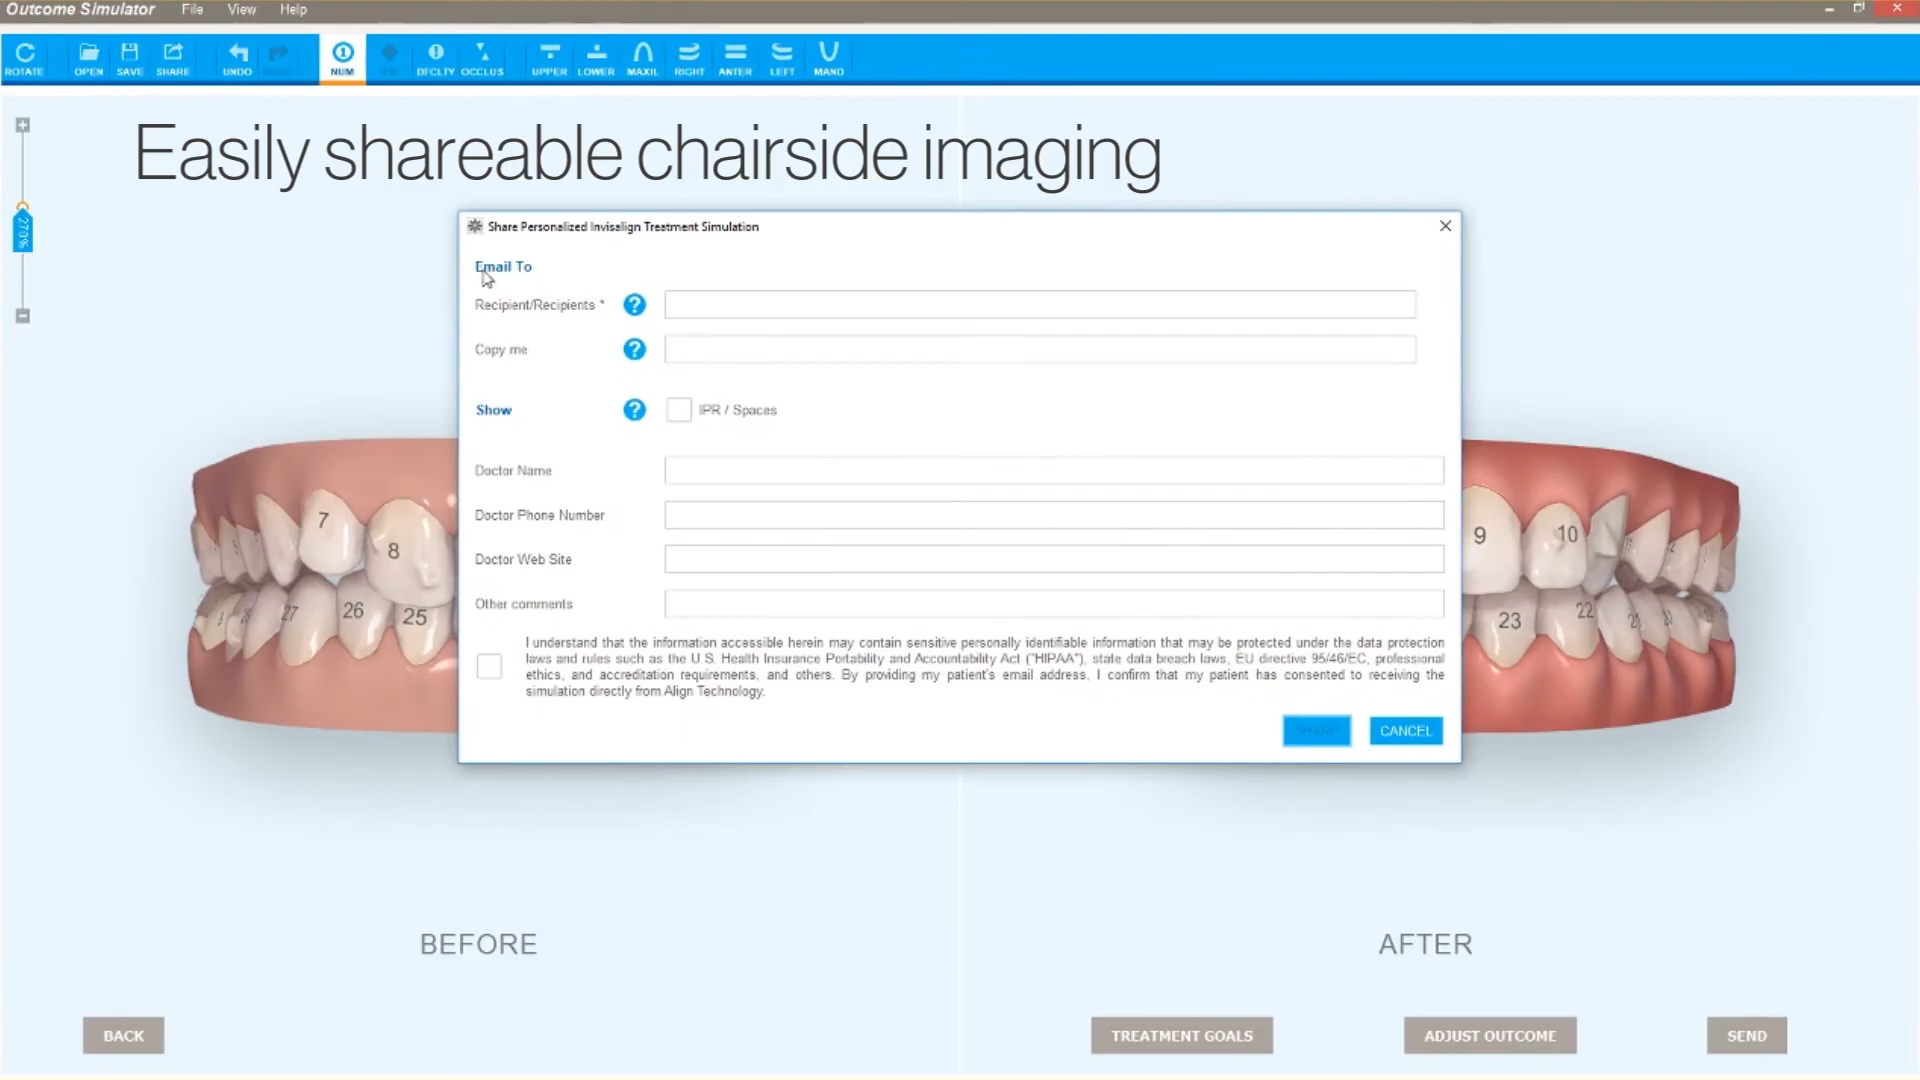 Outcome Simulator File View Help
ROTATE OPEN SAVE SHARE UNDO NUM DFCLTY OCCLUS UPPER LOWER MAXIL RIGHT ANTER LEFT MAND
Easily shareable chairside imaging
270%
Share Personalized Invisalign Treatment Simulation
Email To
Recipient/Recipients * ?
Copy me ?
Show ? IPR / Spaces
Doctor Name
Doctor Phone Number
Doctor Web Site
Other comments
I understand that the information accessible herein may contain sensitive personally identifiable information that may be protected under the data protection
laws and rules such as the U.S. Health Insurance Portability and Accountability Act ("HIPAA"), state data breach laws, EU directive 95/46/EC, professional
ethics, and accreditation requirements, and others. By providing my patient's email address, I confirm that my patient has consented to receiving the
simulation directly from Align Technology.
SHARE CANCEL
7 8 9 10
27 26 25 23 22
BEFORE AFTER
BACK TREATMENT GOALS ADJUST OUTCOME SEND